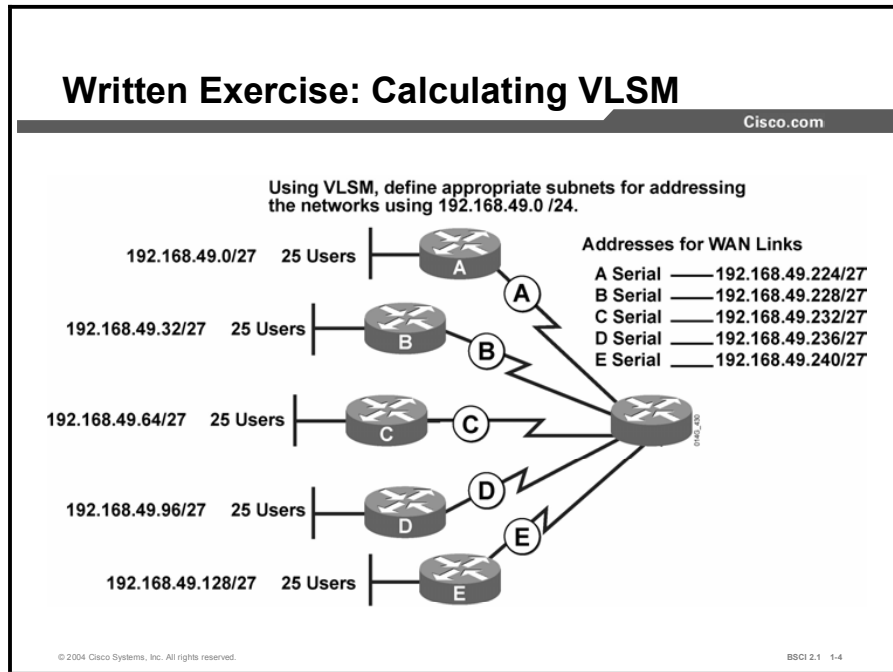 Written Exercise: Calculating VLSM
Cisco.com
Using VLSM, define appropriate subnets for addressing
the networks using 192.168.49.0 /24.
192.168.49.0/27 25 Users
A
A
Addresses for WAN Links
A Serial 192.168.49.224/27
B Serial 192.168.49.228/27
C Serial 192.168.49.232/27
D Serial 192.168.49.236/27
E Serial 192.168.49.240/27
192.168.49.32/27 25 Users
B
B
192.168.49.64/27 25 Users
C
C
014G_430
192.168.49.96/27 25 Users
D
D
192.168.49.128/27 25 Users
E
E
© 2004 Cisco Systems, Inc. All rights reserved.
BSCI 2.1 1-4